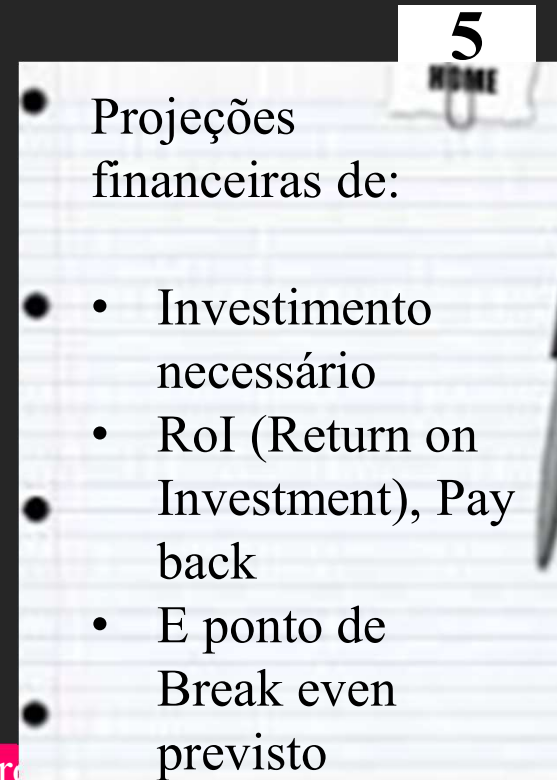 5
HOME
Projeções
financeiras de:
• Investimento
necessário
• RoI (Return on
Investment), Pay
back
• E ponto de
Break even
previsto